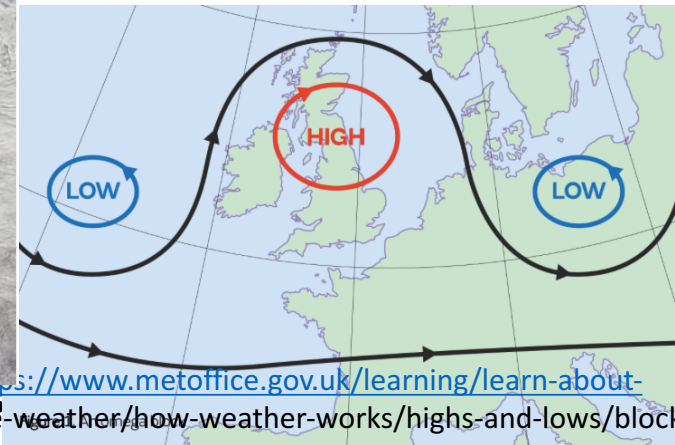 HIGH
LOW
LOW
ps://www.metoffice.gov.uk/learning/learn-about-
-weather/how-weather-works/highs-and-lows/block